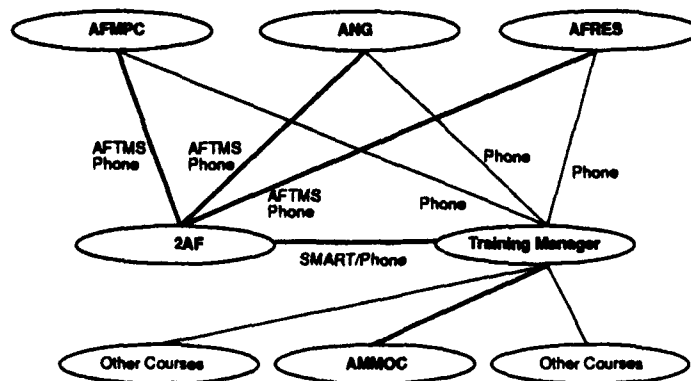 AFMPC
ANG
AFRES
AFTMS
Phone
AFTMS
Phone
AFTMS
Phone
Phone
Phone
Phone
2AF
Training Manager
SMART/Phone
Other Courses
AMMOC
Other Courses